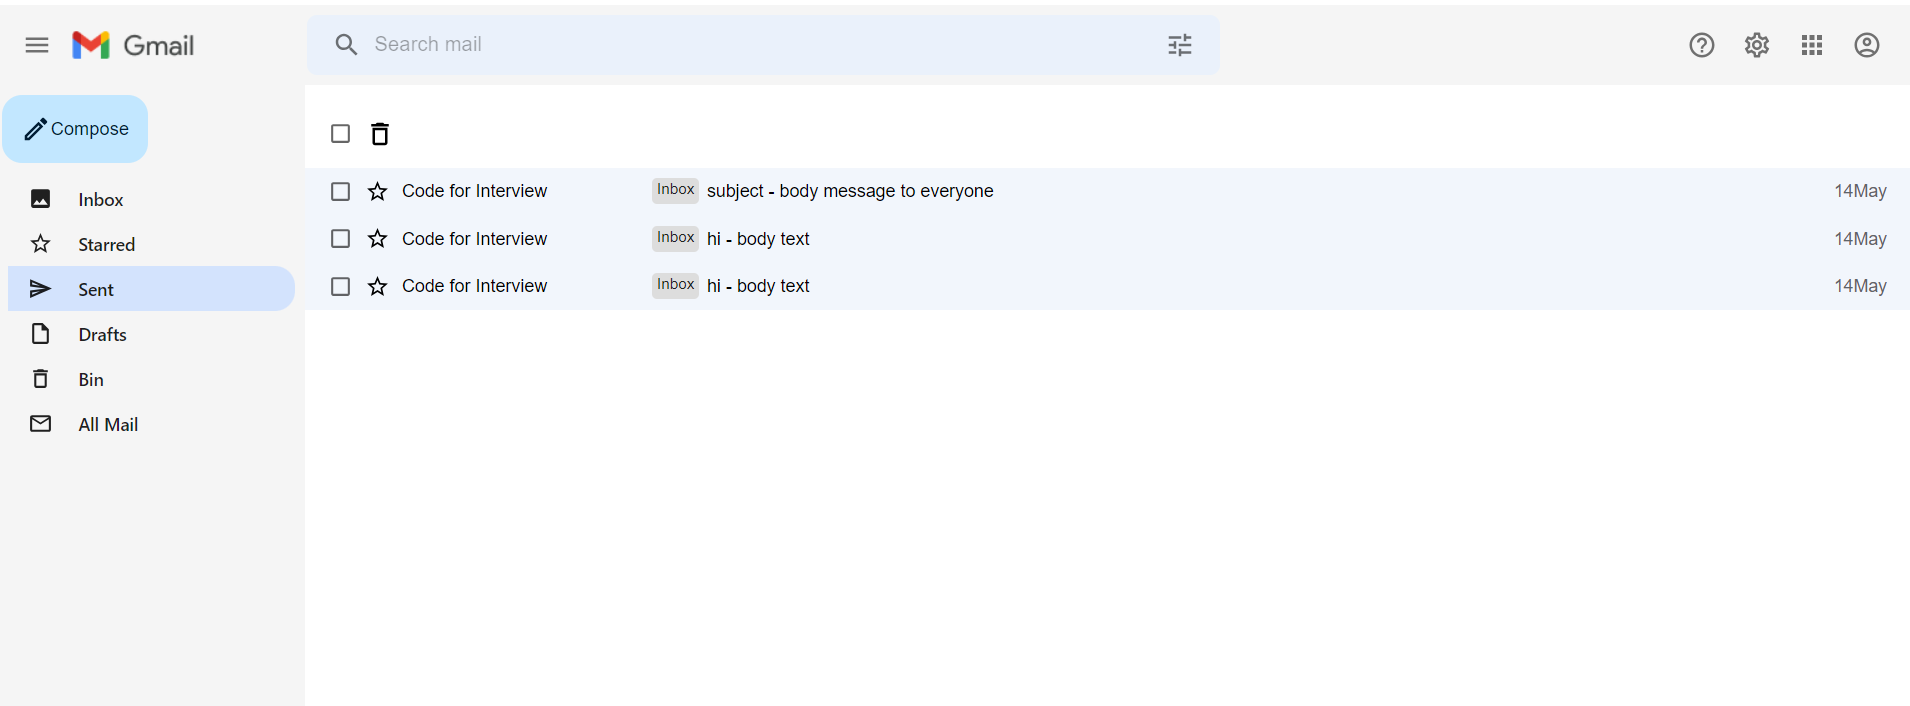 Gmail
Search mail
Compose
Inbox
Starred
Sent
Drafts
Bin
All Mail
Code for Interview Inbox subject - body message to everyone 14May
Code for Interview Inbox hi - body text 14May
Code for Interview Inbox hi - body text 14May